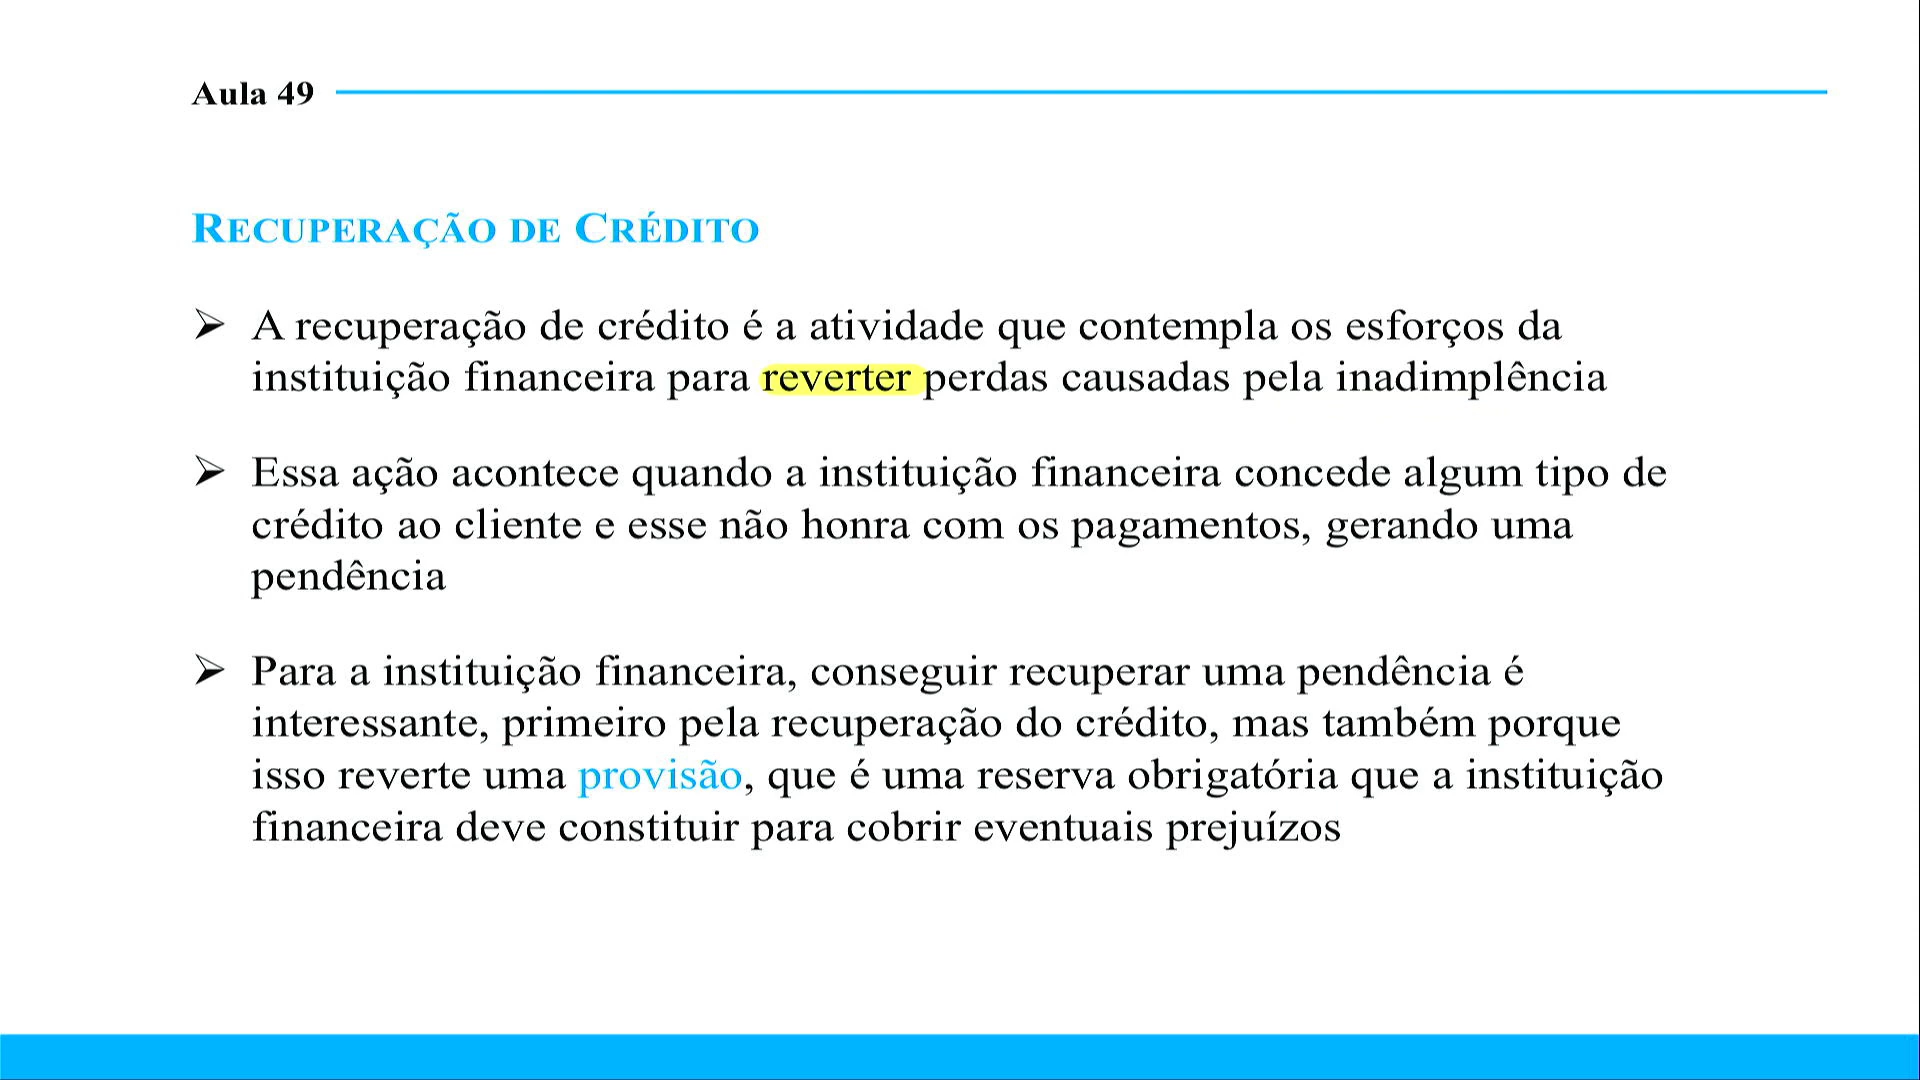 Aula 49
RECUPERAÇÃO DE CRÉDITO
➢ A recuperação de crédito é a atividade que contempla os esforços da
instituição financeira para reverter perdas causadas pela inadimplência
➢ Essa ação acontece quando a instituição financeira concede algum tipo de
crédito ao cliente e esse não honra com os pagamentos, gerando uma
pendência
➢ Para a instituição financeira, conseguir recuperar uma pendência é
interessante, primeiro pela recuperação do crédito, mas também porque
isso reverte uma provisão, que é uma reserva obrigatória que a instituição
financeira deve constituir para cobrir eventuais prejuízos